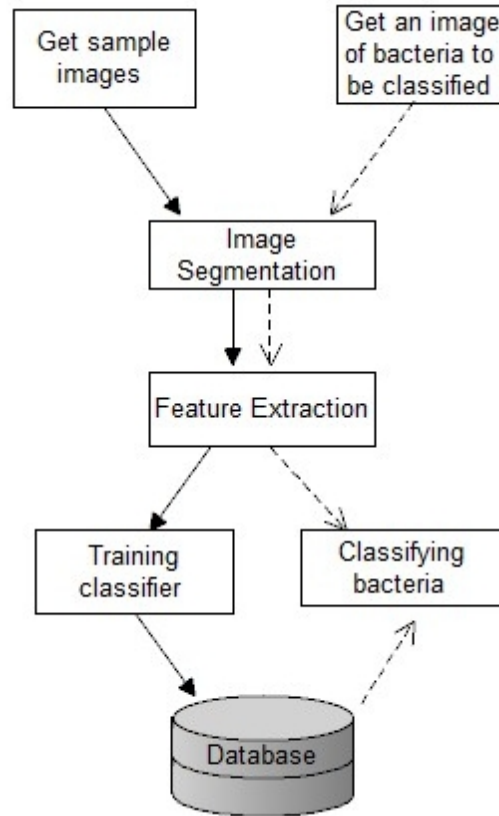 Get sample
images
Get an image
of bacteria to
be classified
Image
Segmentation
Feature Extraction
Training
classifier
Classifying
bacteria
Database